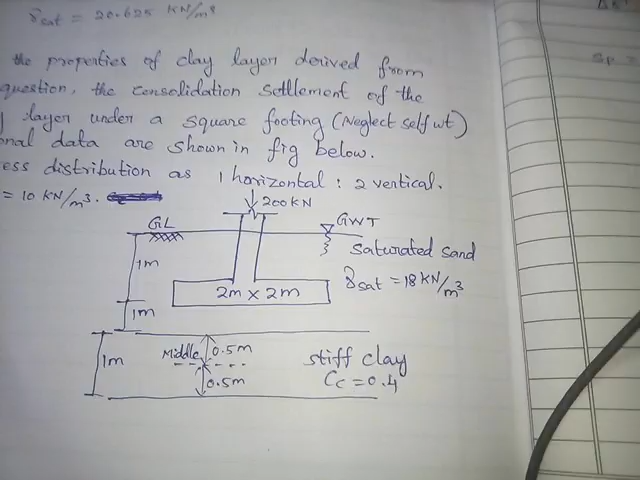 γsat = 20.625 KN/m³
the properties of clay layer derived from
question, the consolidation settlement of the
layer under a square footing (Neglect self wt)
onal data are shown in fig below.
ess distribution as 1 horizontal : 2 vertical.
= 10 KN/m³.
200KN
GL
GWT
saturated sand
1m
γsat = 18 KN/m³
2m x 2m
1m
1m
Middle
0.5m
stiff clay
0.5m
Cc = 0.4